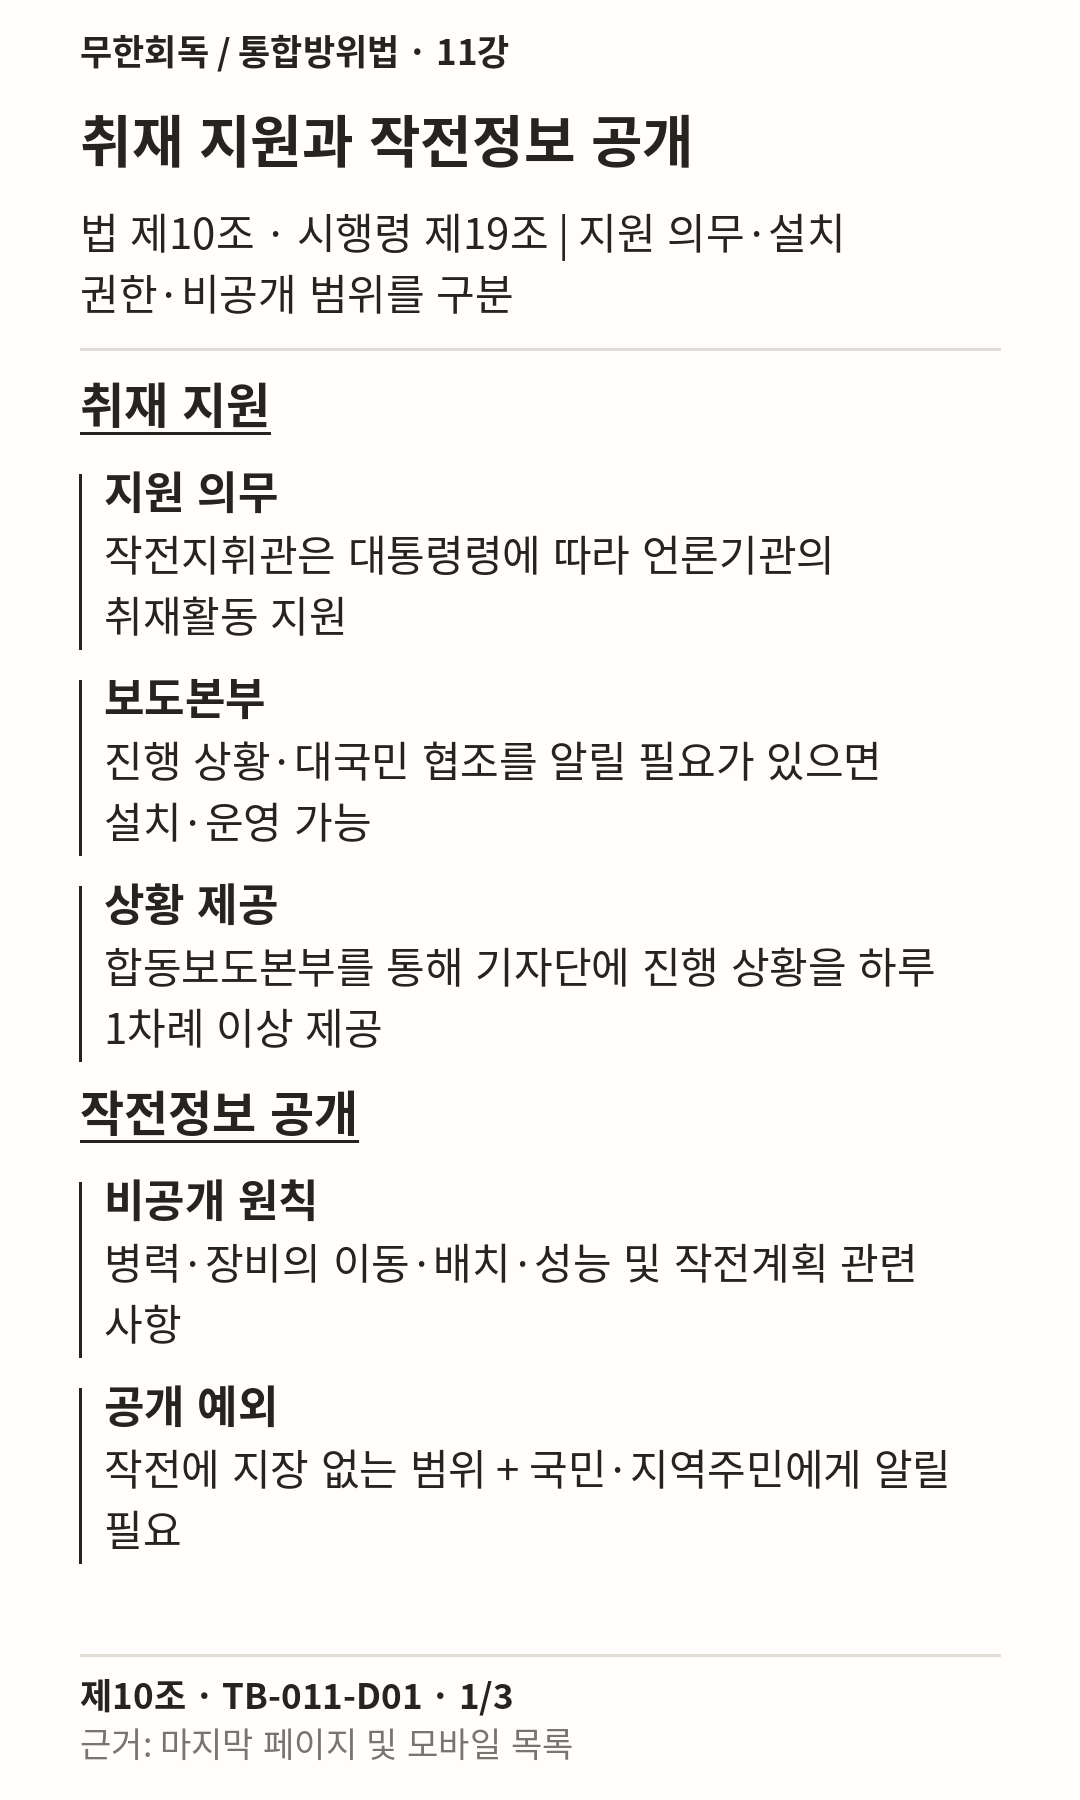 무한회독 / 통합방위법 · 11강
취재 지원과 작전정보 공개
법 제10조 · 시행령 제19조 | 지원 의무·설치
권한·비공개 범위를 구분
취재 지원
지원 의무
작전지휘관은 대통령령에 따라 언론기관의
취재활동 지원
보도본부
진행 상황·대국민 협조를 알릴 필요가 있으면
설치·운영 가능
상황 제공
합동보도본부를 통해 기자단에 진행 상황을 하루
1차례 이상 제공
작전정보 공개
비공개 원칙
병력·장비의 이동·배치·성능 및 작전계획 관련
사항
공개 예외
작전에 지장 없는 범위 + 국민·지역주민에게 알릴
필요
제10조 · TB-011-D01 · 1/3
근거: 마지막 페이지 및 모바일 목록